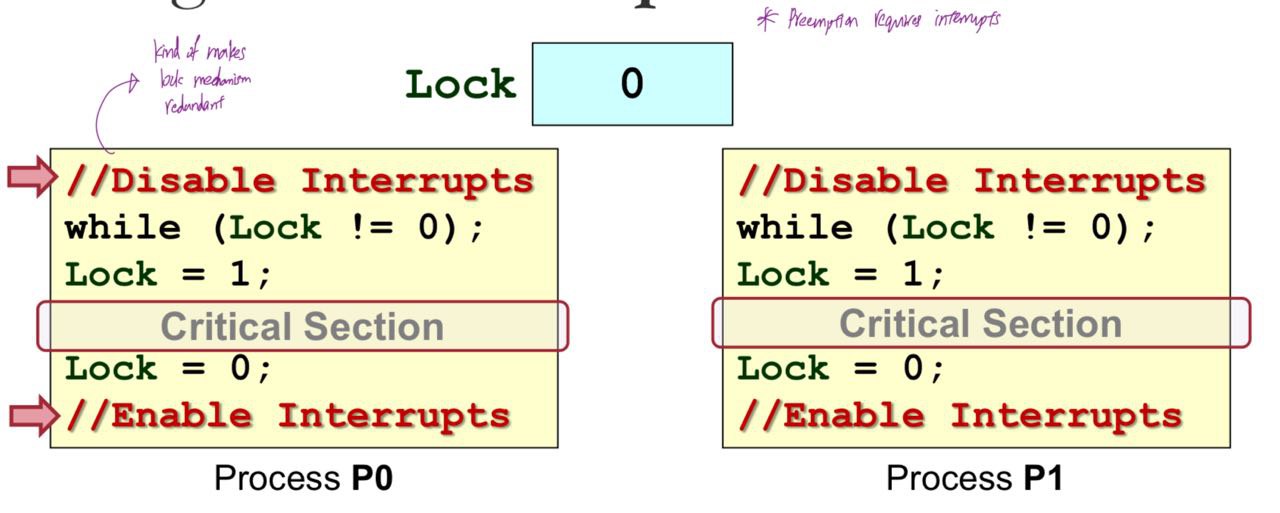 * Preemption requires interrupts
kind of makes
lock mechanism
redundant
Lock 0
//Disable Interrupts
while (Lock != 0);
Lock = 1;
Critical Section
Lock = 0;
//Enable Interrupts
Process P0
//Disable Interrupts
while (Lock != 0);
Lock = 1;
Critical Section
Lock = 0;
//Enable Interrupts
Process P1